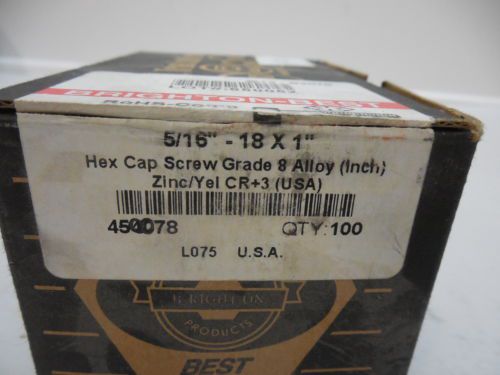 BRIGHTON-BEST
5/16" - 18 X 1"
Hex Cap Screw Grade 8 Alloy (Inch)
Zinc/Yel CR+3 (USA)
450078 QTY:100
L075 U.S.A.
BRIGHTON
PRODUCTS
BEST